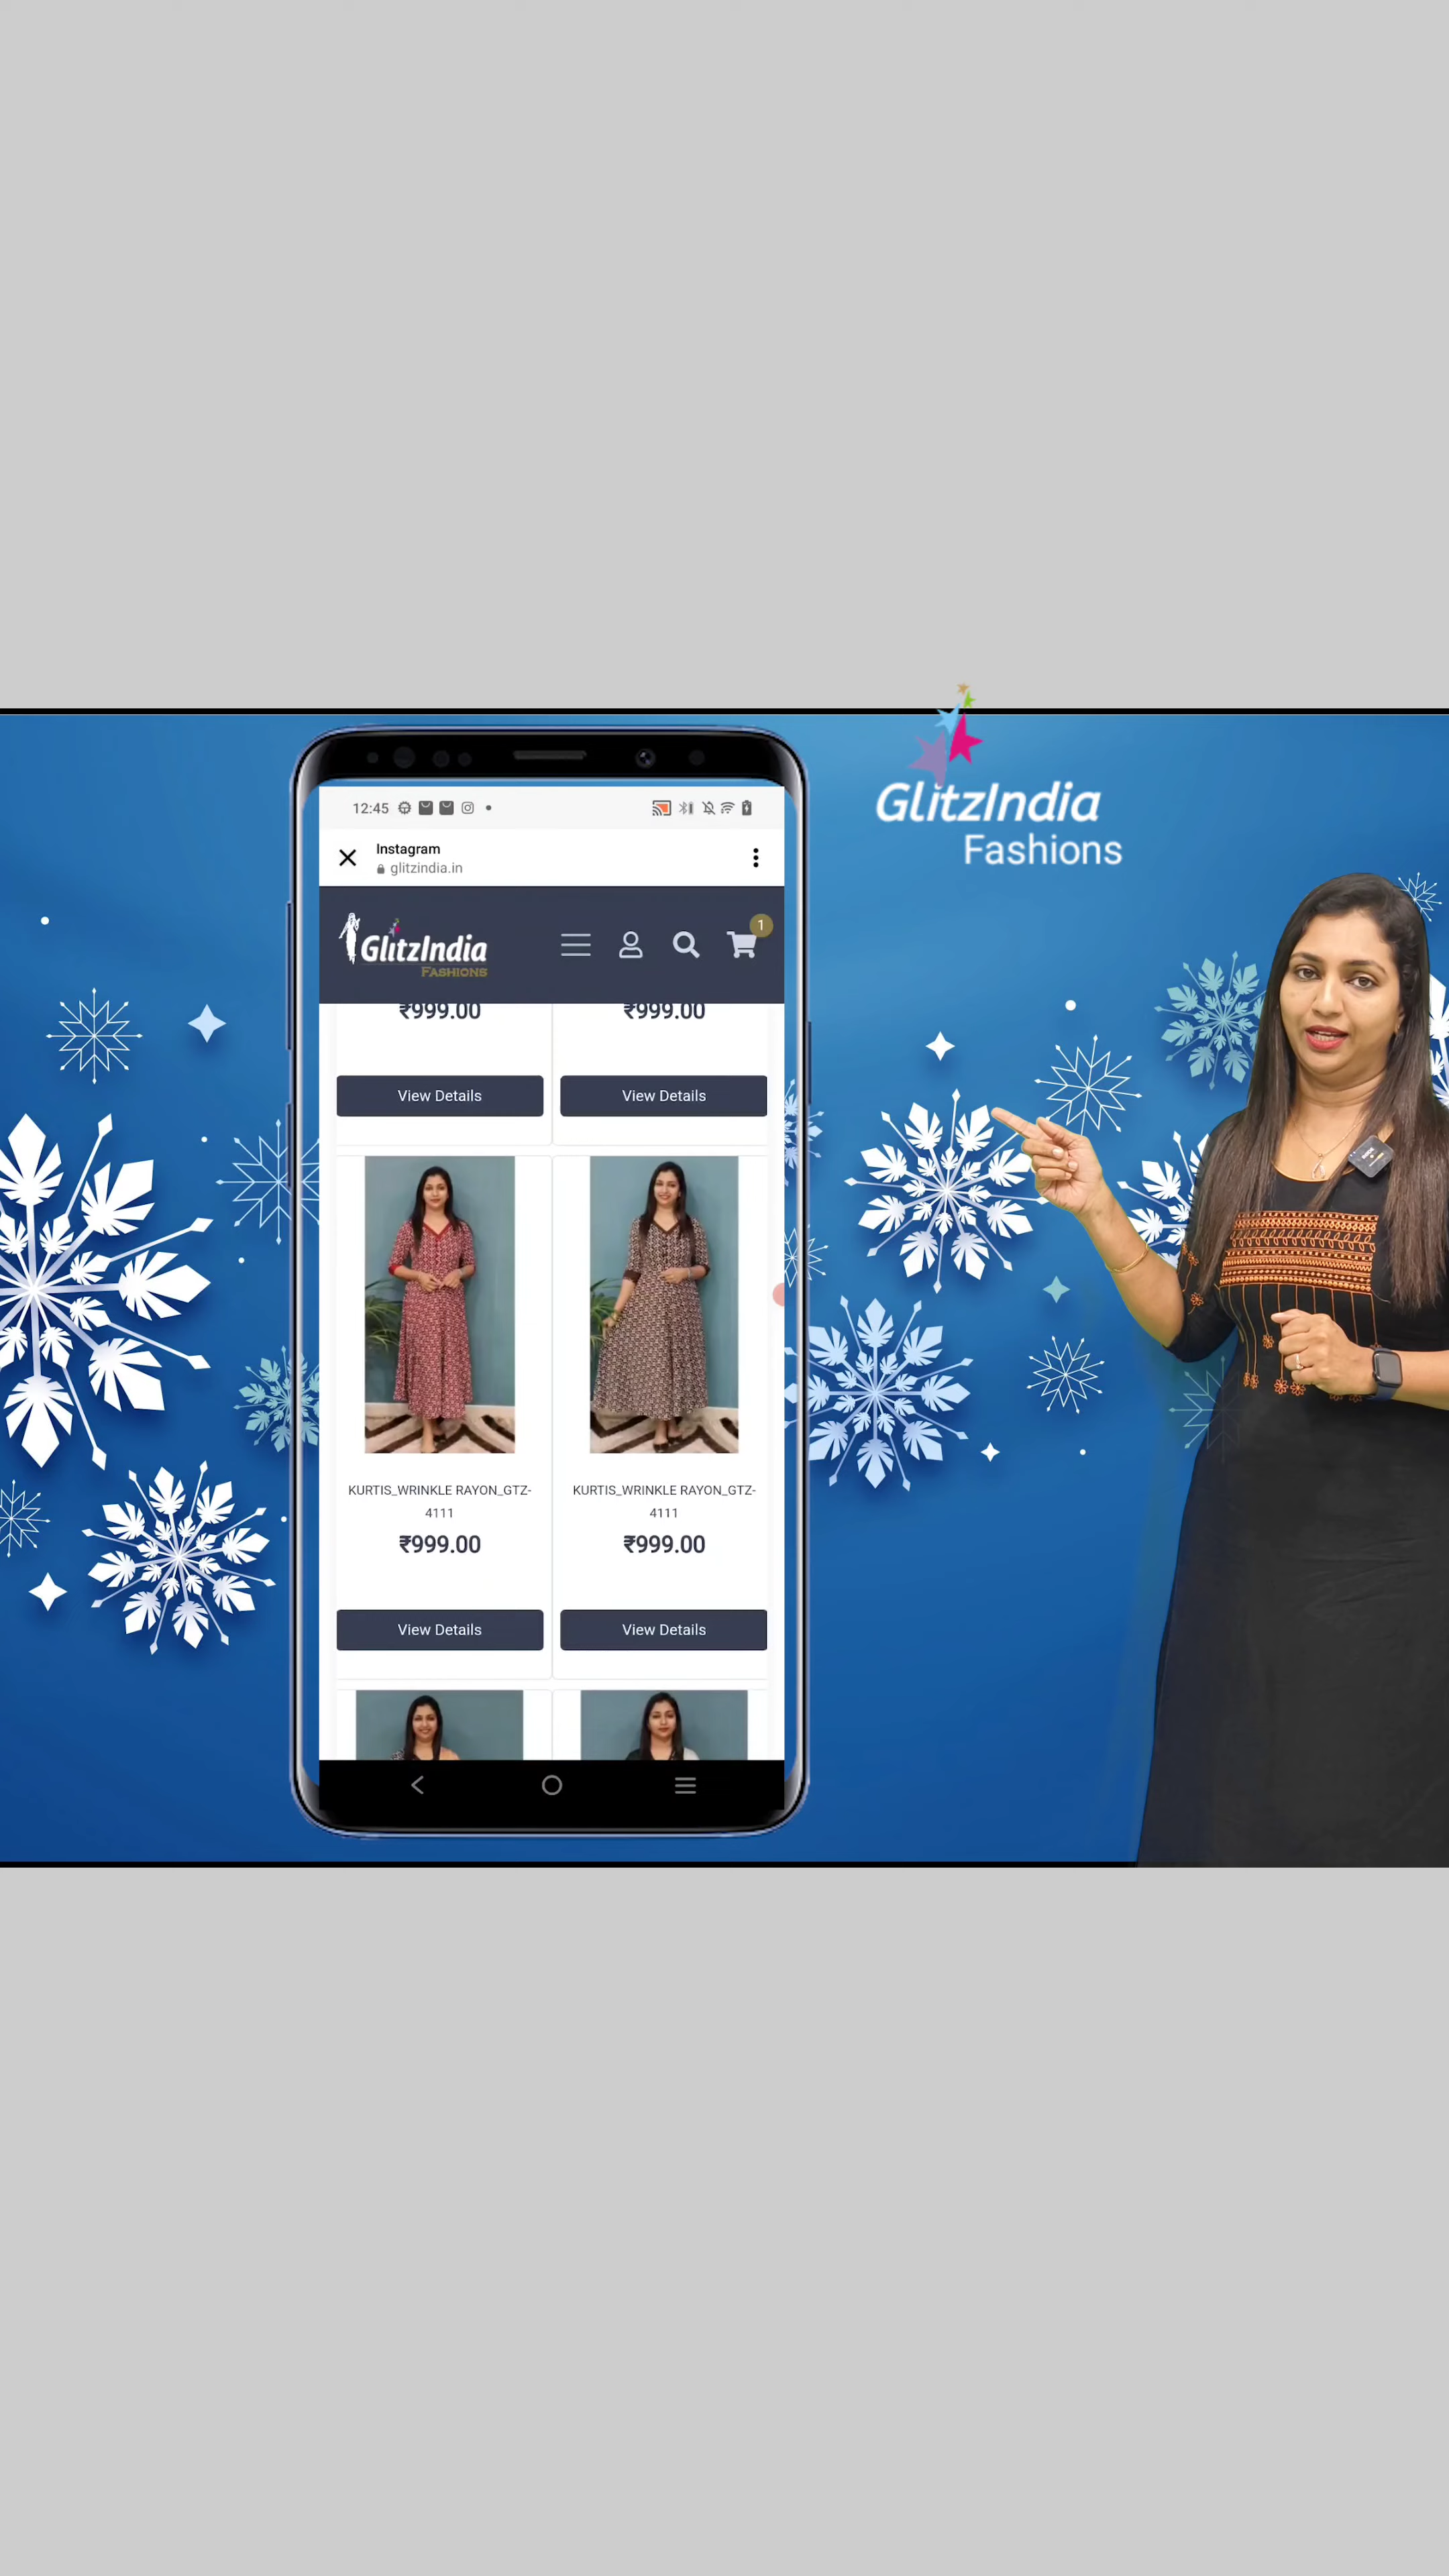 GlitzIndia
Fashions
12:45
Instagram
glitzindia.in
GlitzIndia
FASHIONS
1
₹999.00 ₹999.00
View Details View Details
KURTIS_WRINKLE RAYON_GTZ-
4111
₹999.00
View Details
KURTIS_WRINKLE RAYON_GTZ-
4111
₹999.00
View Details